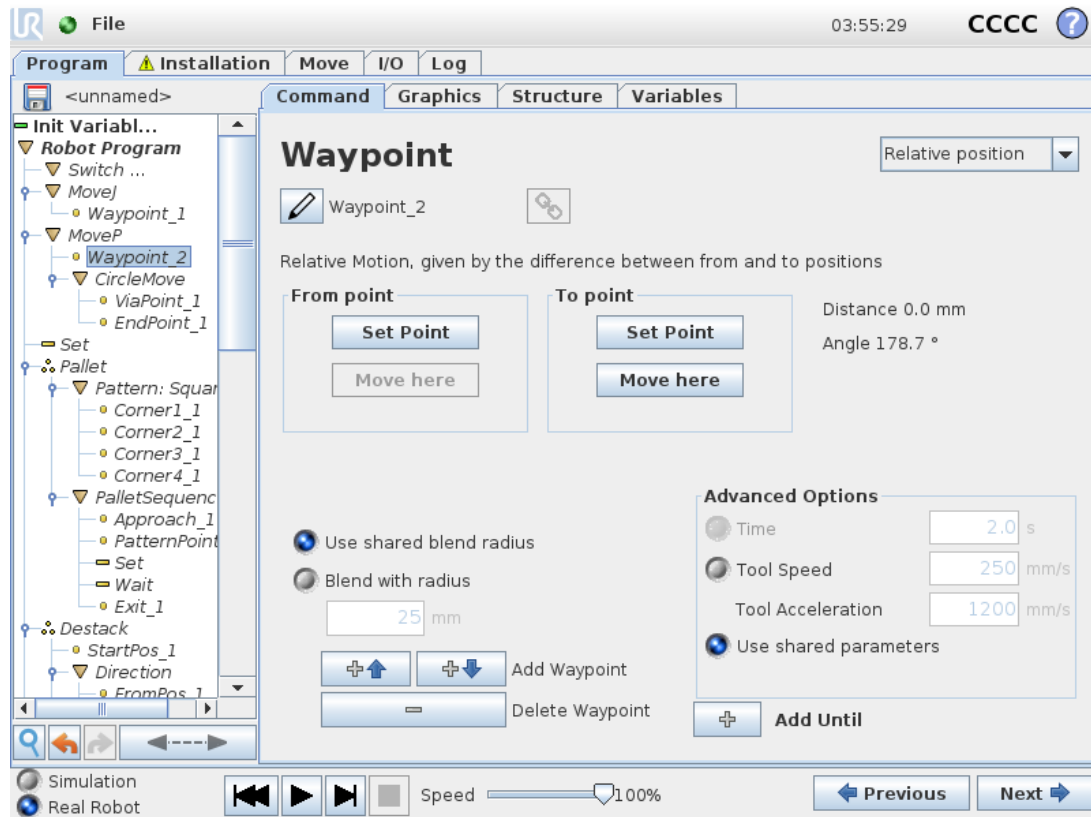 UR File 03:55:29 CCCC ?
Program Installation Move I/O Log
<unnamed>
Command Graphics Structure Variables
Init Variabl...
Robot Program
Switch ...
MoveJ
Waypoint_1
MoveP
Waypoint_2
CircleMove
ViaPoint_1
EndPoint_1
Set
Pallet
Pattern: Squar
Corner1_1
Corner2_1
Corner3_1
Corner4_1
PalletSequenc
Approach_1
PatternPoint
Set
Wait
Exit_1
Destack
StartPos_1
Direction
FromPos_1
Waypoint
Relative position
Waypoint_2
Relative Motion, given by the difference between from and to positions
From point
Set Point
Move here
To point
Set Point
Move here
Distance 0.0 mm
Angle 178.7 °
Use shared blend radius
Blend with radius
25 mm
Add Waypoint
Delete Waypoint
Advanced Options
Time 2.0 s
Tool Speed 250 mm/s
Tool Acceleration 1200 mm/s
Use shared parameters
Add Until
Simulation
Real Robot
Speed 100%
Previous
Next